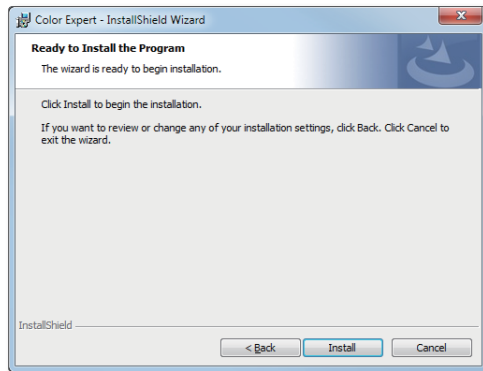 Color Expert - InstallShield Wizard
Ready to Install the Program
The wizard is ready to begin installation.
Click Install to begin the installation.
If you want to review or change any of your installation settings, click Back. Click Cancel to
exit the wizard.
InstallShield
< Back
Install
Cancel